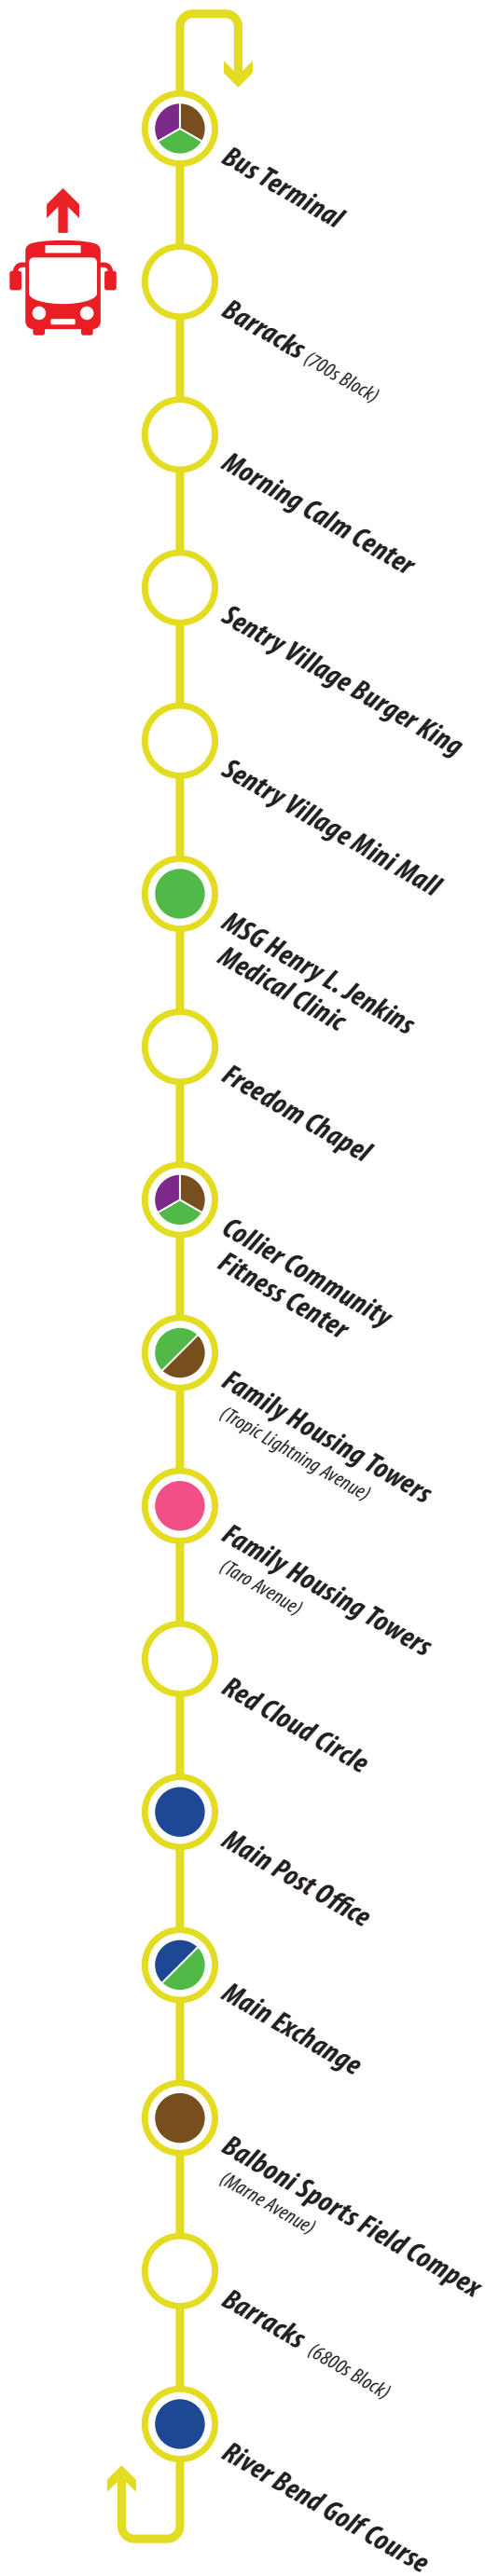 Bus Terminal
Barracks (700s Block)
Morning Calm Center
Sentry Village Burger King
Sentry Village Mini Mall
MSG Henry L. Jenkins
Medical Clinic
Freedom Chapel
Collier Community
Fitness Center
Family Housing Towers
(Tropic Lightning Avenue)
Family Housing Towers
(Taro Avenue)
Red Cloud Circle
Main Post Office
Main Exchange
Balboni Sports Field Compex
(Marne Avenue)
Barracks (6800s Block)
River Bend Golf Course